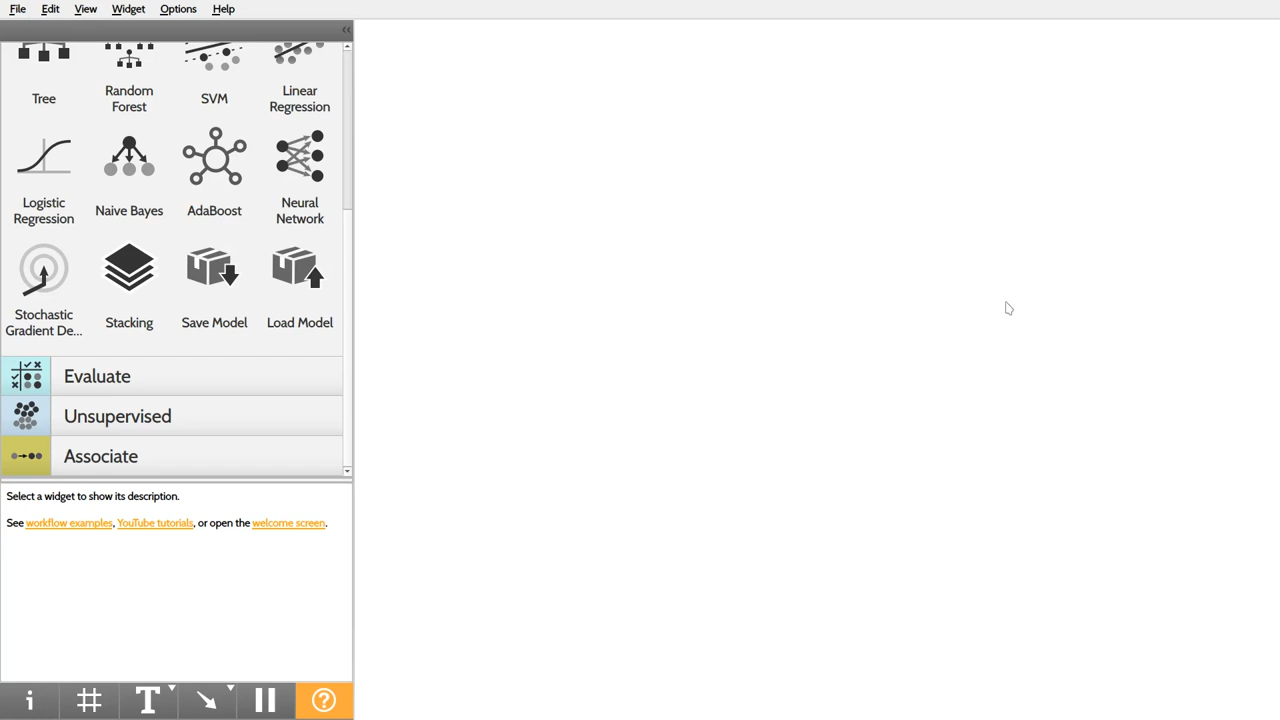 File Edit View Widget Options Help
Tree
Random Forest
SVM
Linear Regression
Logistic Regression
Naive Bayes
AdaBoost
Neural Network
Stochastic Gradient De...
Stacking
Save Model
Load Model
Evaluate
Unsupervised
Associate
Select a widget to show its description.
See workflow examples, YouTube tutorials, or open the welcome screen.